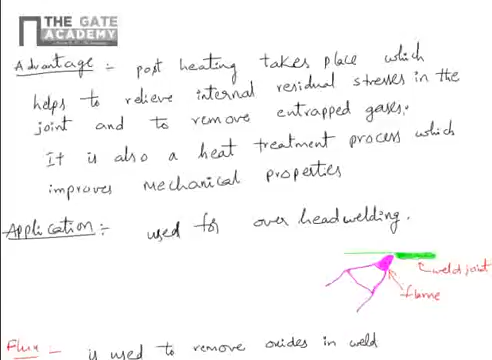 THE GATE
ACADEMY
Advantage :- post heating takes place which
helps to relieve internal residual stresses in the
joint and to remove entrapped gases.
It is also a heat treatment process which
improves mechanical properties
Application :- used for over head welding.
weld joint
flame
Flux :- is used to remove oxides in weld